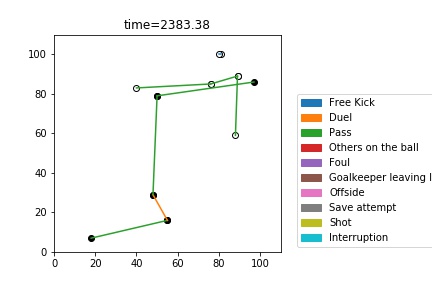 time=2383.38
100
80
60
40
20
0
0 20 40 60 80 100
Free Kick
Duel
Pass
Others on the ball
Foul
Goalkeeper leaving l
Offside
Save attempt
Shot
Interruption